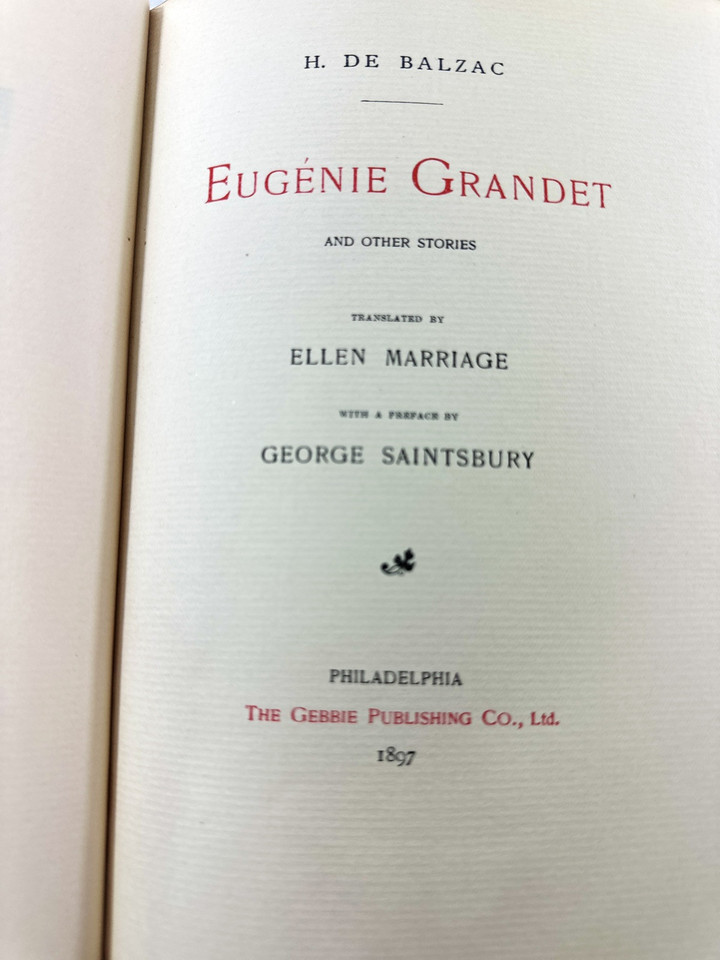 H. DE BALZAC
EUGÉNIE GRANDET
AND OTHER STORIES
TRANSLATED BY
ELLEN MARRIAGE
WITH A PREFACE BY
GEORGE SAINTSBURY
PHILADELPHIA
THE GEBBIE PUBLISHING CO., Ltd.
1897